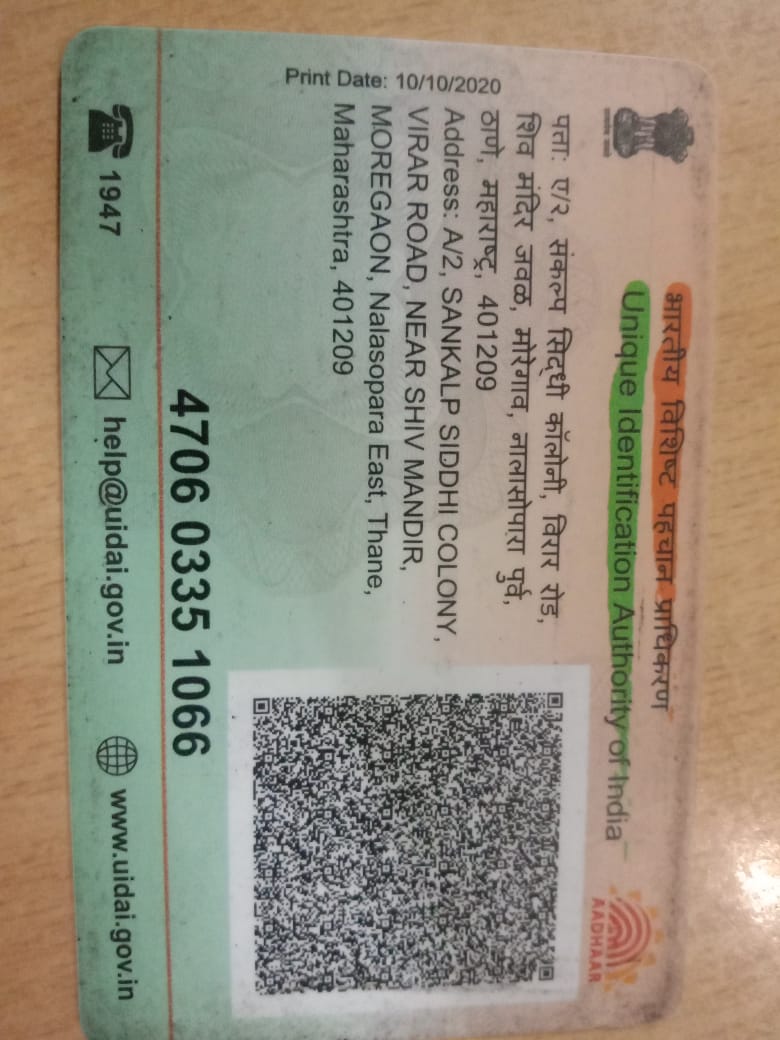 भारतीय विशिष्ट पहचान प्राधिकरण
Unique Identification Authority of India
AADHAAR
पता: ए/२, संकल्प सिद्धी कॉलोनी, विरार रोड,
शिव मंदिर जवळ, मोरेगाव, नालासोपारा पुर्व,
ठाणे, महाराष्ट्र, 401209
Address: A/2, SANKALP SIDDHI COLONY,
VIRAR ROAD, NEAR SHIV MANDIR,
MOREGAON, Nalasopara East, Thane,
Maharashtra, 401209
Print Date: 10/10/2020
4706 0335 1066
1947
help@uidai.gov.in
www.uidai.gov.in